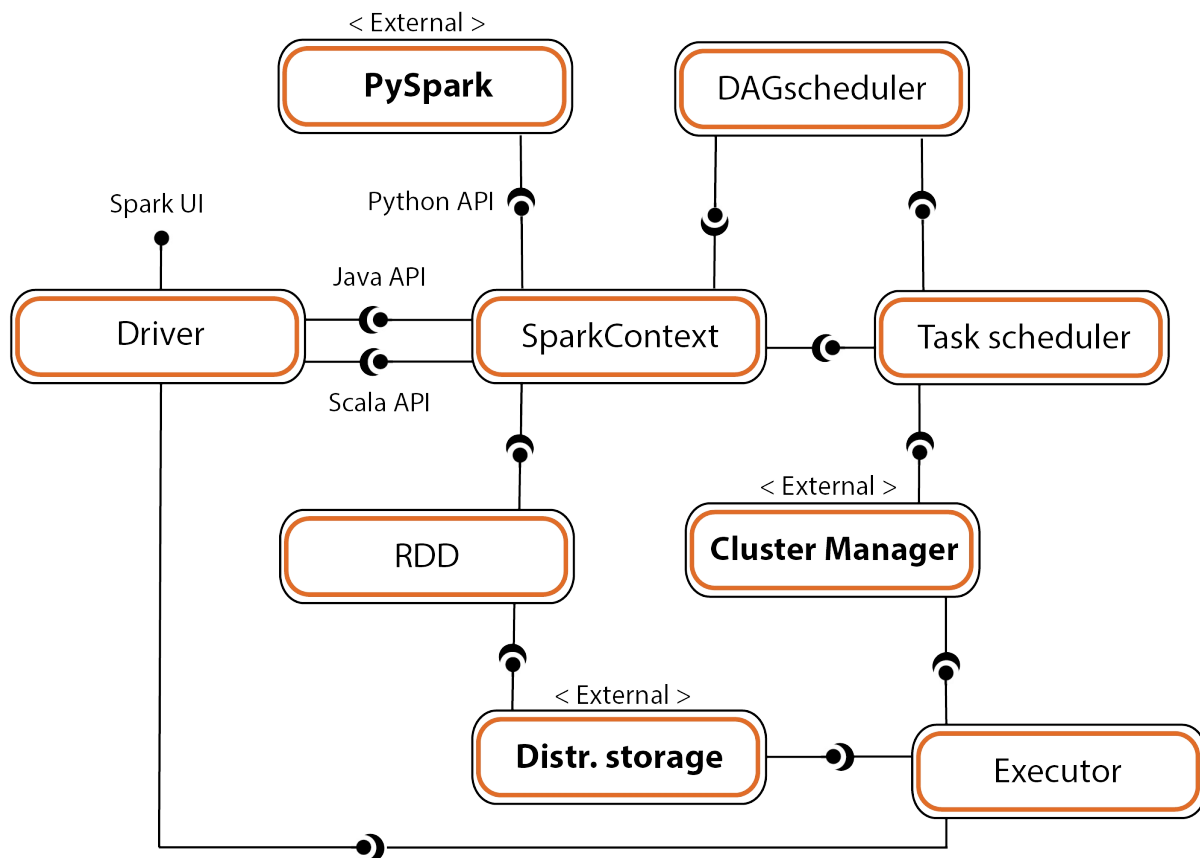 < External >
PySpark
DAGscheduler
Python API
Spark UI
Java API
Driver
SparkContext
Task scheduler
Scala API
< External >
RDD
Cluster Manager
< External >
Distr. storage
Executor